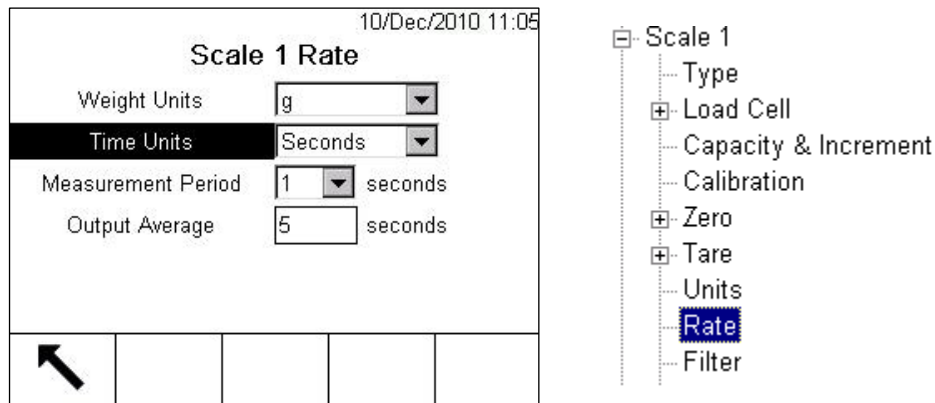 10/Dec/2010 11:05
Scale 1 Rate
Weight Units g
Time Units Seconds
Measurement Period 1 seconds
Output Average 5 seconds
Scale 1
Type
Load Cell
Capacity & Increment
Calibration
Zero
Tare
Units
Rate
Filter